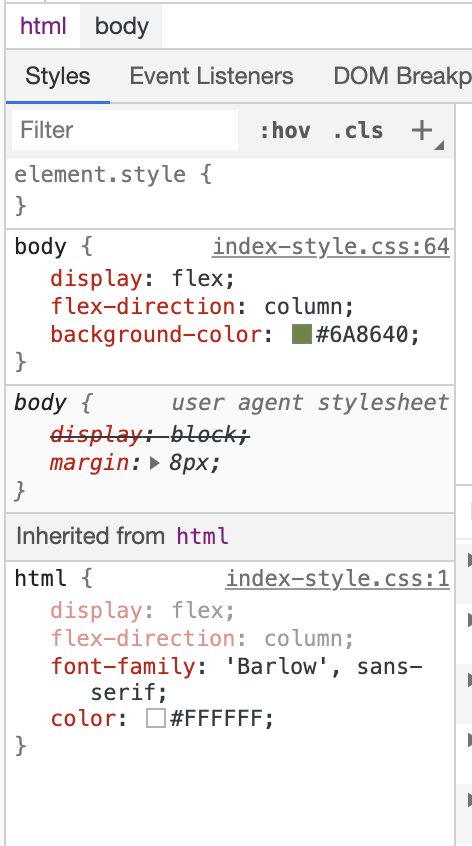 html body
Styles Event Listeners DOM Breakp
Filter :hov .cls +
element.style {
}
body { index-style.css:64
display: flex;
flex-direction: column;
background-color: #6A8640;
}
body { user agent stylesheet
display: block;
margin: 8px;
}
Inherited from html
html { index-style.css:1
display: flex;
flex-direction: column;
font-family: 'Barlow', sans-
serif;
color: #FFFFFF;
}